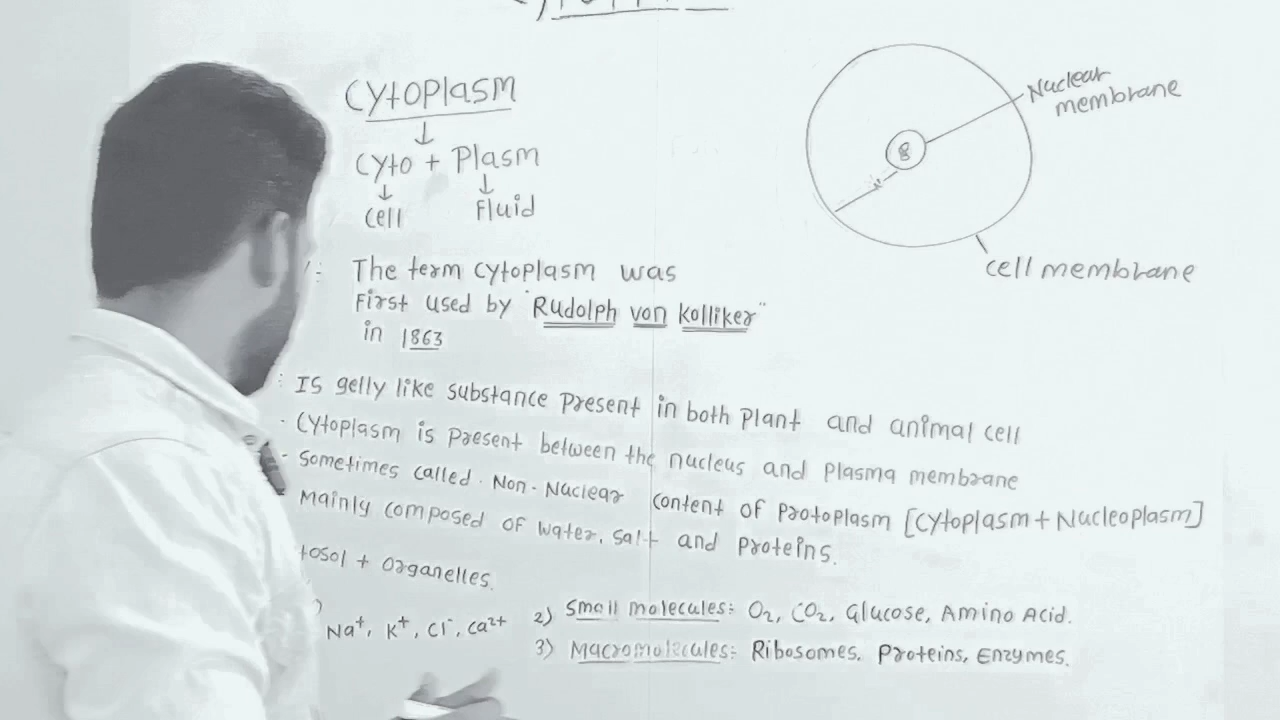 Cytoplasm
↓
Cyto + Plasm
↓ ↓
Cell Fluid
The term cytoplasm was
First used by "Rudolph von Kolliker"
in 1863
Is gelly like substance present in both plant and animal cell
Cytoplasm is present between the nucleus and plasma membrane
Sometimes called Non-Nuclear content of protoplasm [Cytoplasm + Nucleoplasm]
Mainly composed of water, salt and proteins.
tosol + organelles.
Na⁺, K⁺, Cl⁻, Ca²⁺
2) Small molecules: O₂, CO₂, Glucose, Amino Acid.
3) Macromolecules: Ribosomes, Proteins, Enzymes.
Nuclear
membrane
cell membrane